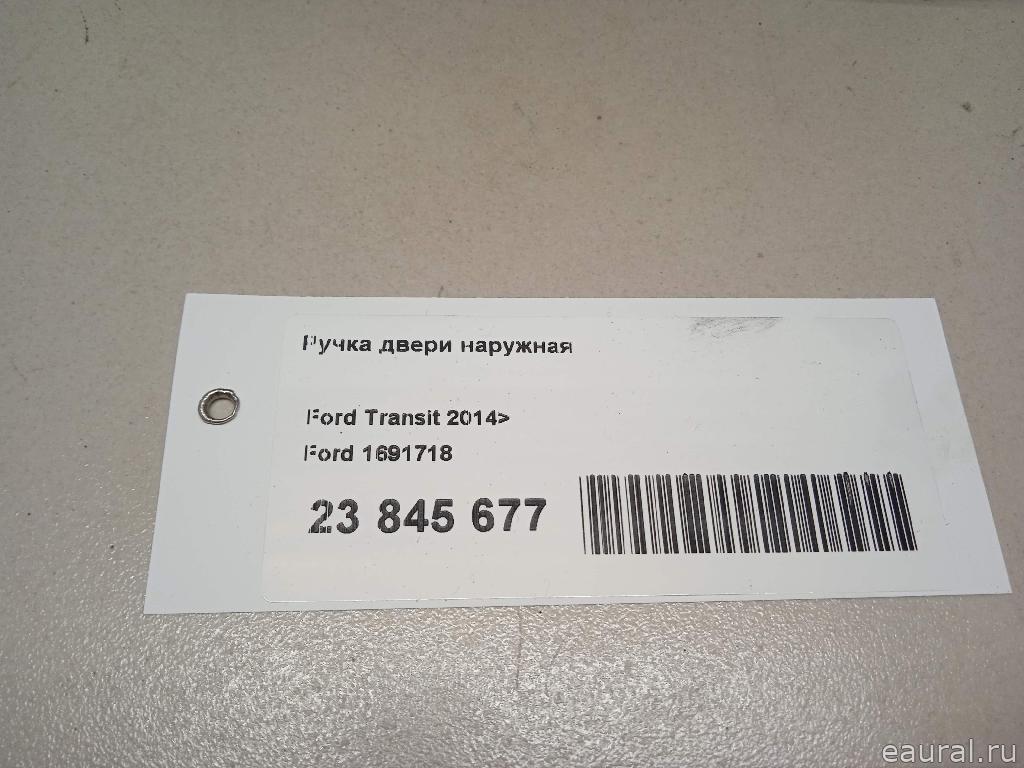 Ручка двери наружная
Ford Transit 2014>
Ford 1691718
23 845 677
eaural.ru